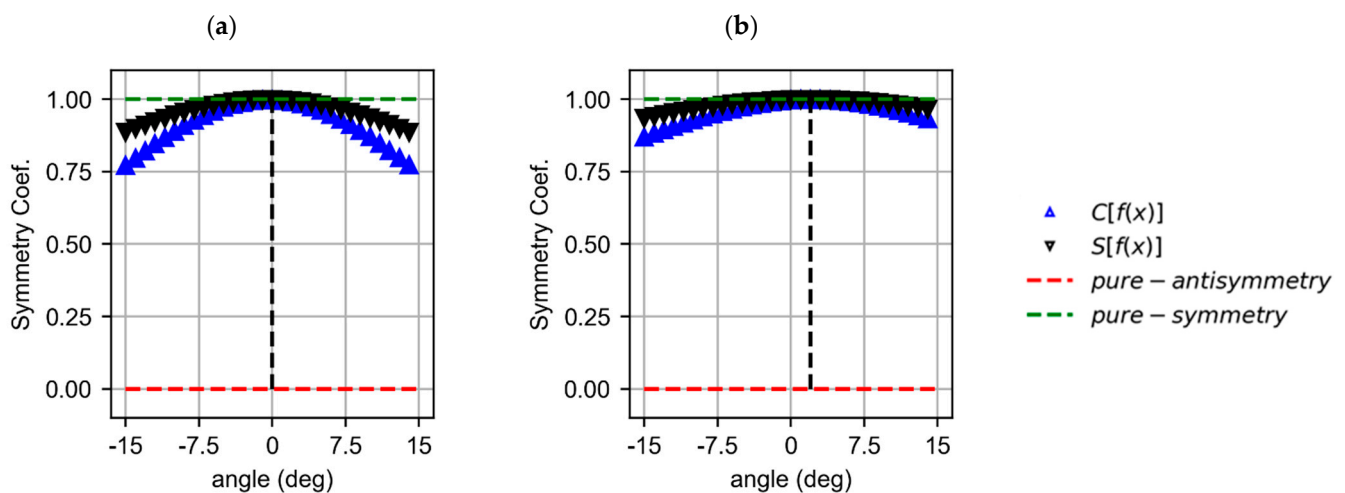 (a)
Symmetry Coef.
1.00
0.75
0.50
0.25
0.00
-15 -7.5 0 7.5 15
angle (deg)
(b)
Symmetry Coef.
1.00
0.75
0.50
0.25
0.00
-15 -7.5 0 7.5 15
angle (deg)
C[f(x)]
S[f(x)]
pure − antisymmetry
pure − symmetry